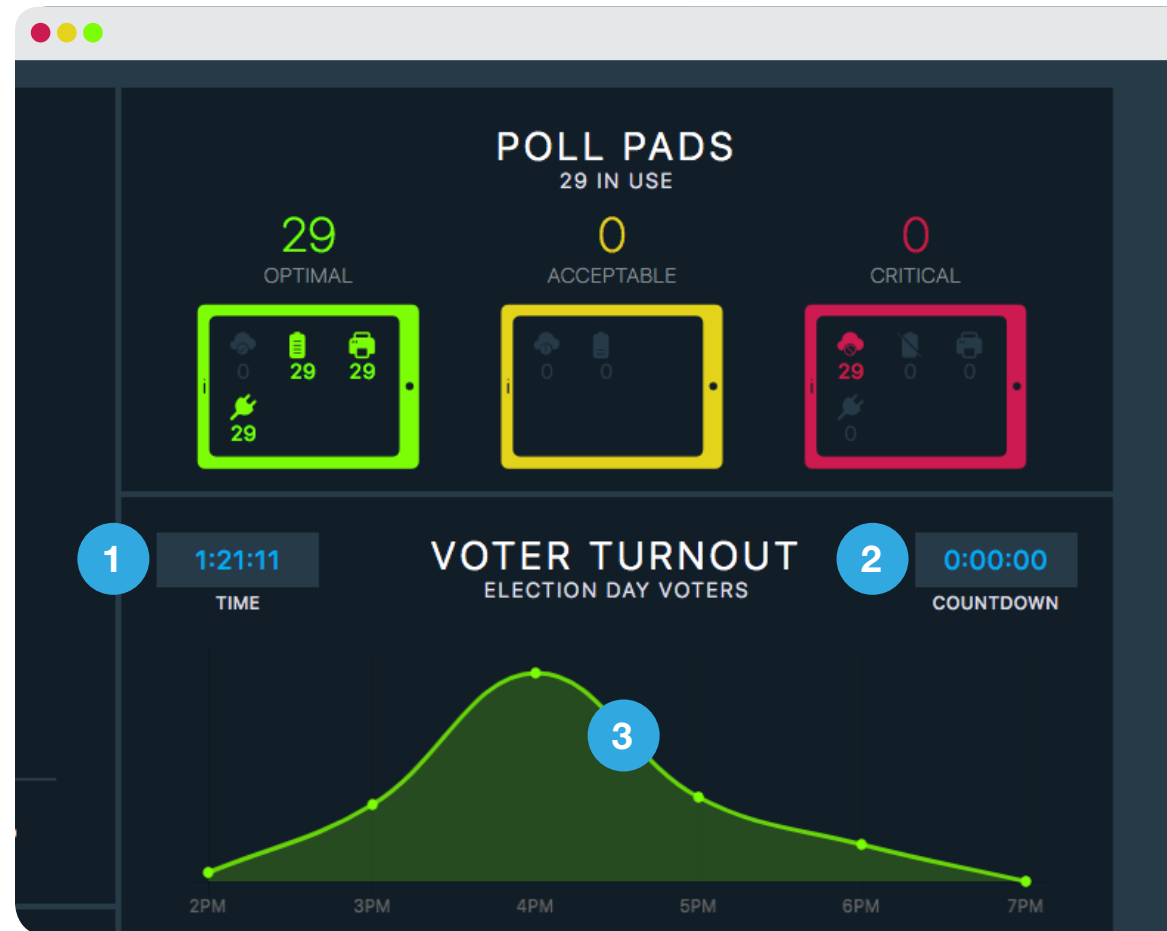 POLL PADS
29 IN USE
29
OPTIMAL
0
ACCEPTABLE
0
CRITICAL
0 29 29
29
0 0
29 0 0
0
1
1:21:11
TIME
VOTER TURNOUT
ELECTION DAY VOTERS
2
0:00:00
COUNTDOWN
3
2PM 3PM 4PM 5PM 6PM 7PM